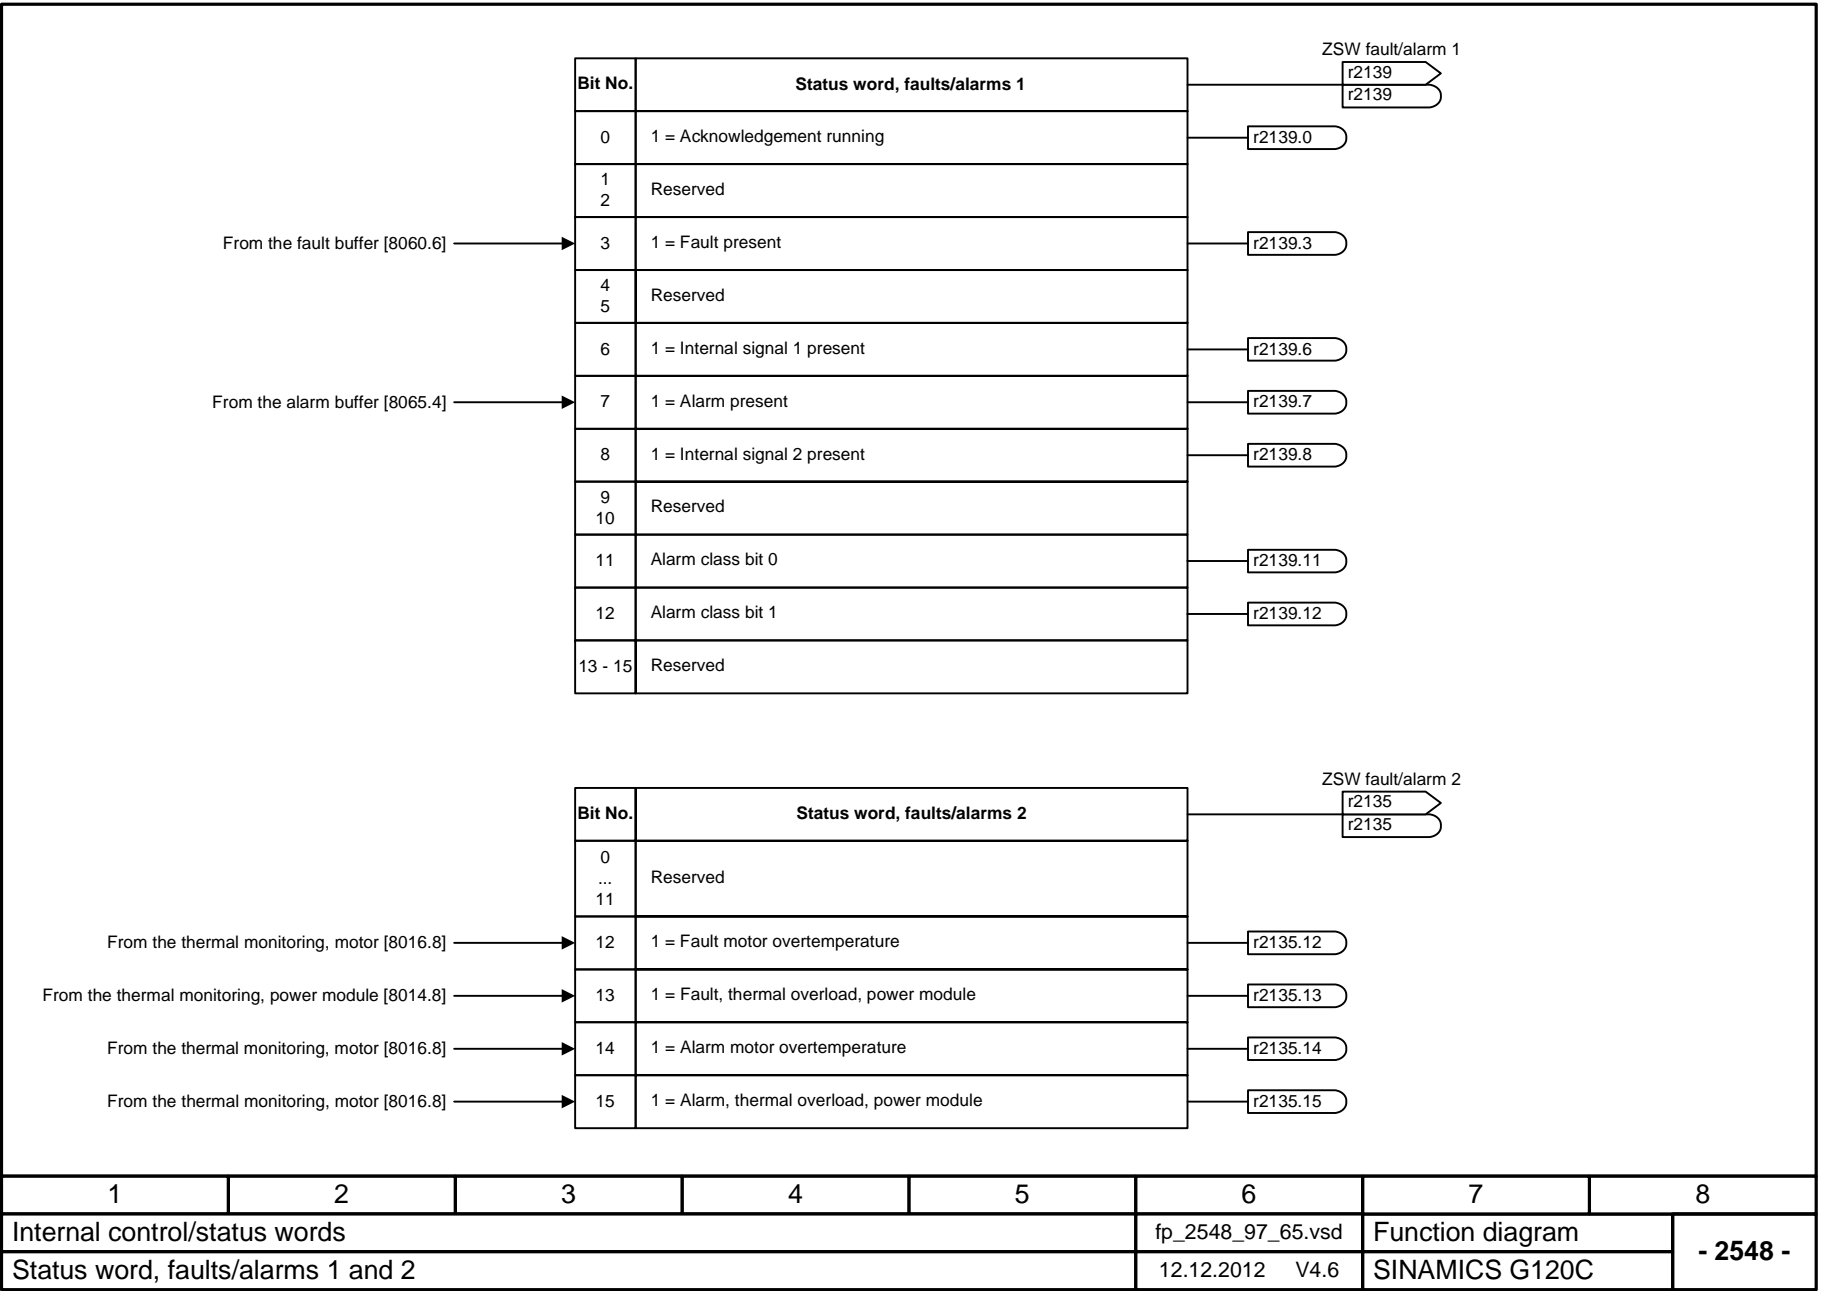 ZSW fault/alarm 1
Bit No. Status word, faults/alarms 1 r2139
r2139
0 1 = Acknowledgement running r2139.0
1
2 Reserved
From the fault buffer [8060.6] 3 1 = Fault present r2139.3
4
5 Reserved
6 1 = Internal signal 1 present r2139.6
From the alarm buffer [8065.4] 7 1 = Alarm present r2139.7
8 1 = Internal signal 2 present r2139.8
9
10 Reserved
11 Alarm class bit 0 r2139.11
12 Alarm class bit 1 r2139.12
13 - 15 Reserved
ZSW fault/alarm 2
Bit No. Status word, faults/alarms 2 r2135
r2135
0
... Reserved
11
From the thermal monitoring, motor [8016.8] 12 1 = Fault motor overtemperature r2135.12
From the thermal monitoring, power module [8014.8] 13 1 = Fault, thermal overload, power module r2135.13
From the thermal monitoring, motor [8016.8] 14 1 = Alarm motor overtemperature r2135.14
From the thermal monitoring, motor [8016.8] 15 1 = Alarm, thermal overload, power module r2135.15
1 2 3 4 5 6 7 8
Internal control/status words fp_2548_97_65.vsd Function diagram
Status word, faults/alarms 1 and 2 12.12.2012 V4.6 SINAMICS G120C
- 2548 -